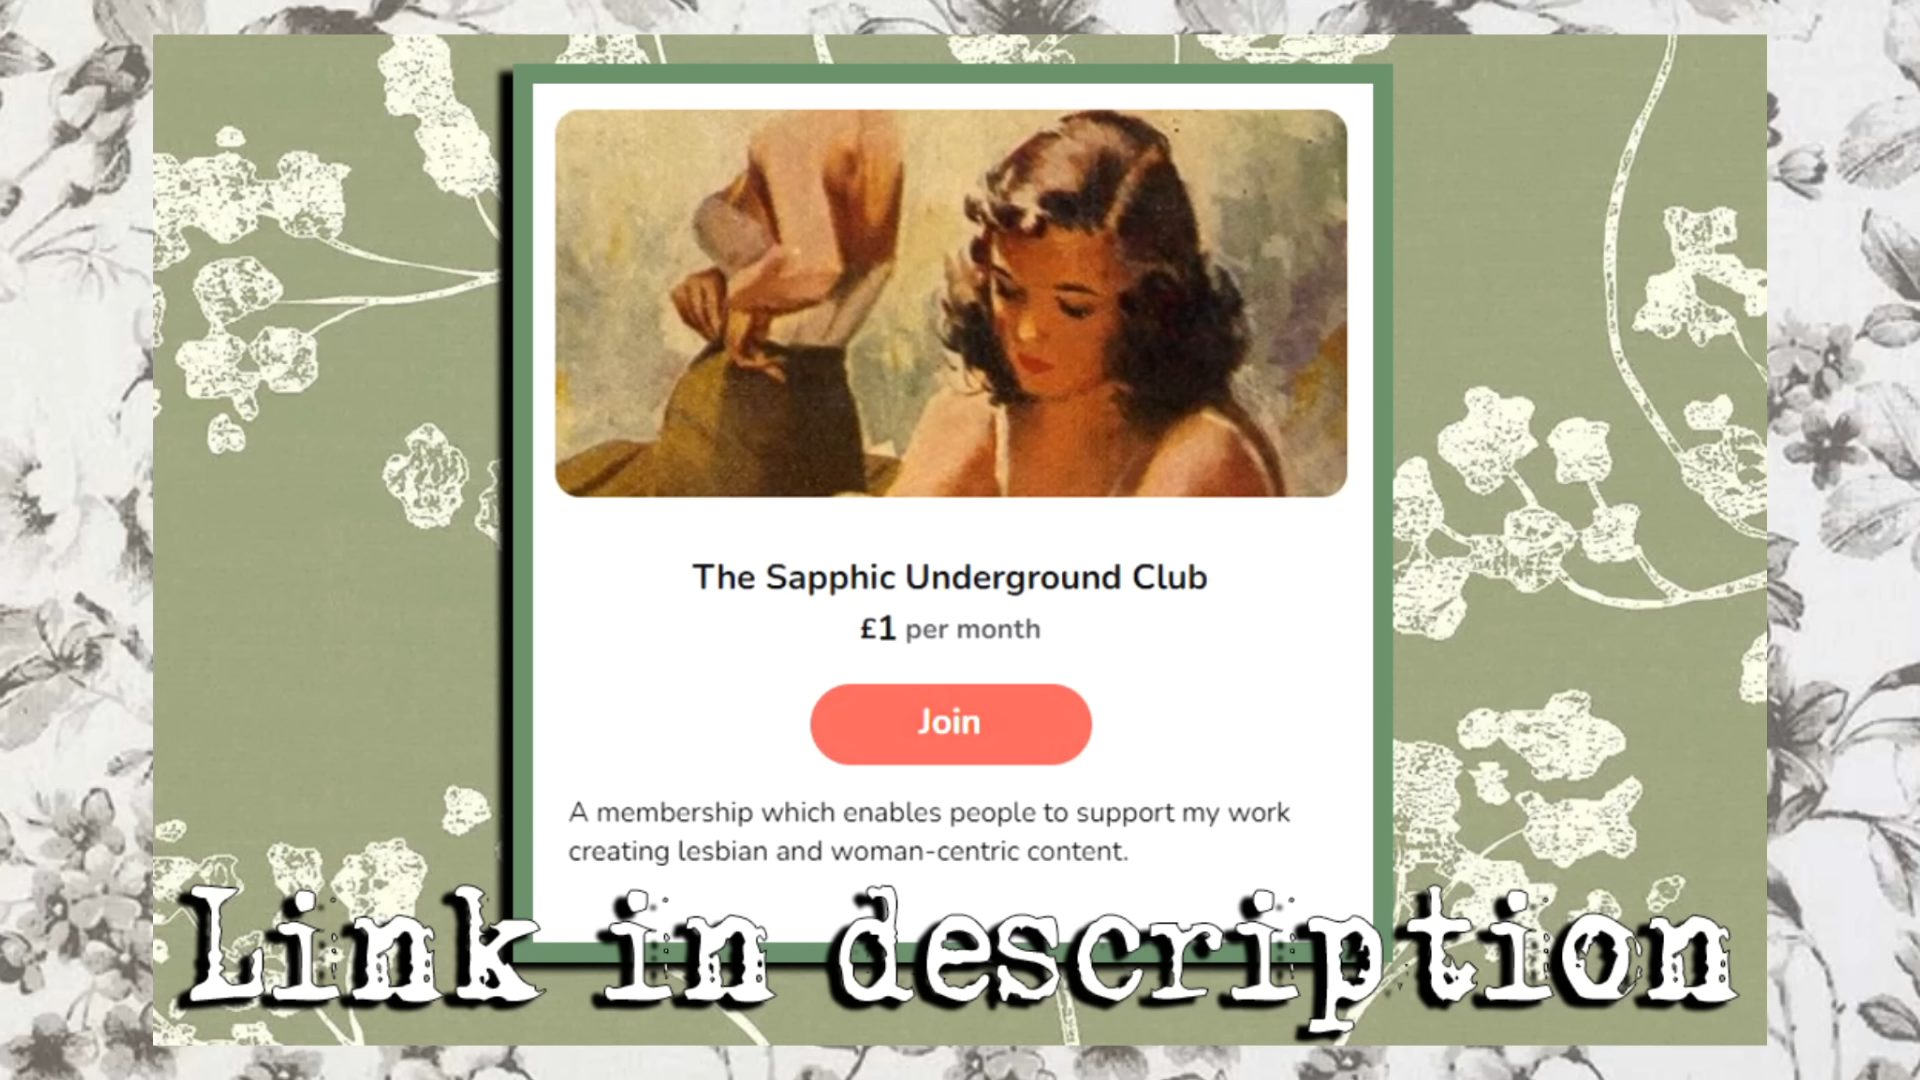 The Sapphic Underground Club
£1 per month
Join
A membership which enables people to support my work
creating lesbian and woman-centric content.
Link in description